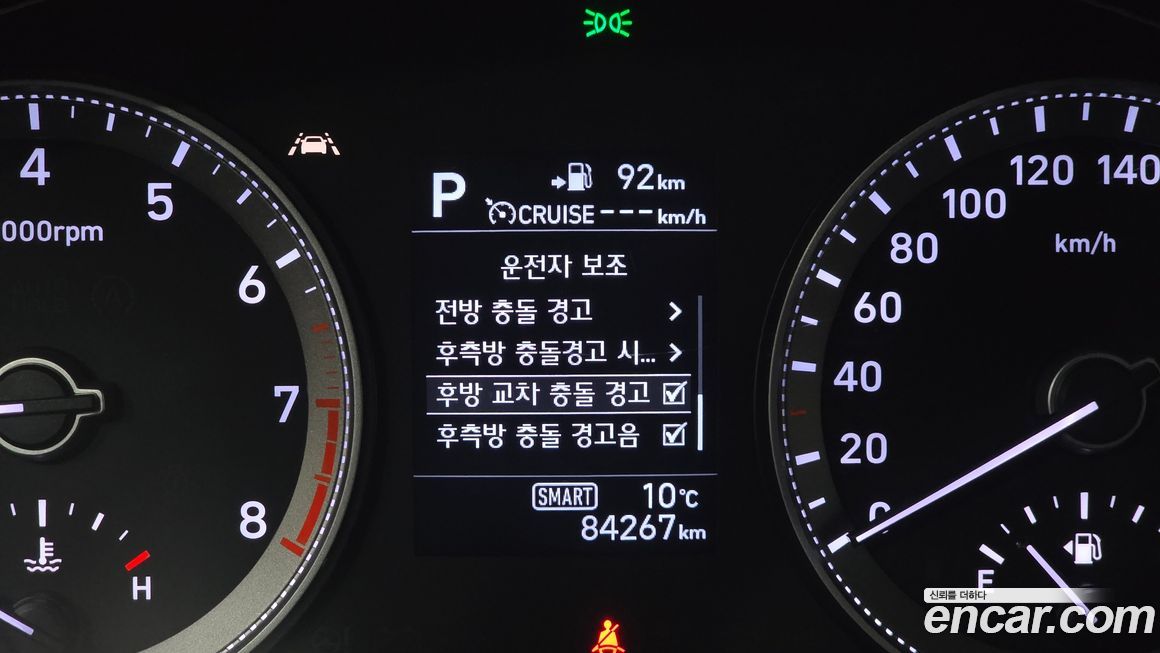 4
5
6
7
8
000rpm
H
P
92km
CRUISE---km/h
운전자 보조
전방 충돌 경고
후측방 충돌경고 시...
후방 교차 충돌 경고
후측방 충돌 경고음
SMART 10℃
84267km
0
20
40
60
80
100
120
140
km/h
E
신뢰를 더하다
encar.com